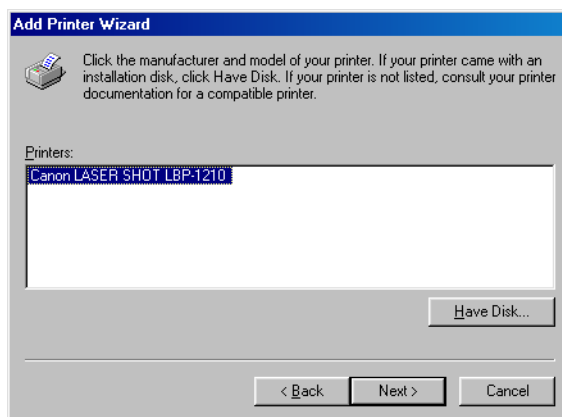 Add Printer Wizard
Click the manufacturer and model of your printer. If your printer came with an
installation disk, click Have Disk. If your printer is not listed, consult your printer
documentation for a compatible printer.
Printers:
Canon LASER SHOT LBP-1210
Have Disk...
< Back
Next >
Cancel